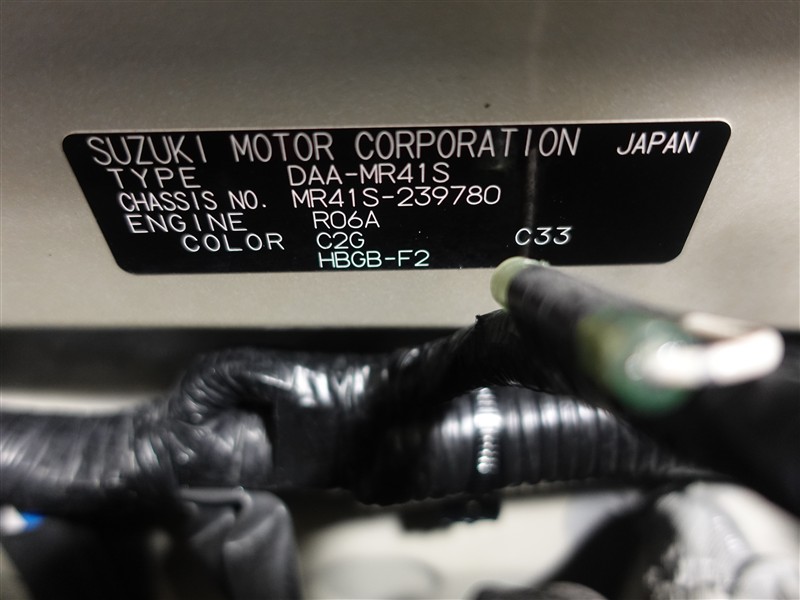 SUZUKI MOTOR CORPORATION JAPAN
TYPE DAA-MR41S
CHASSIS NO. MR41S-239780
ENGINE R06A
COLOR C2G C33
HBGB-F2